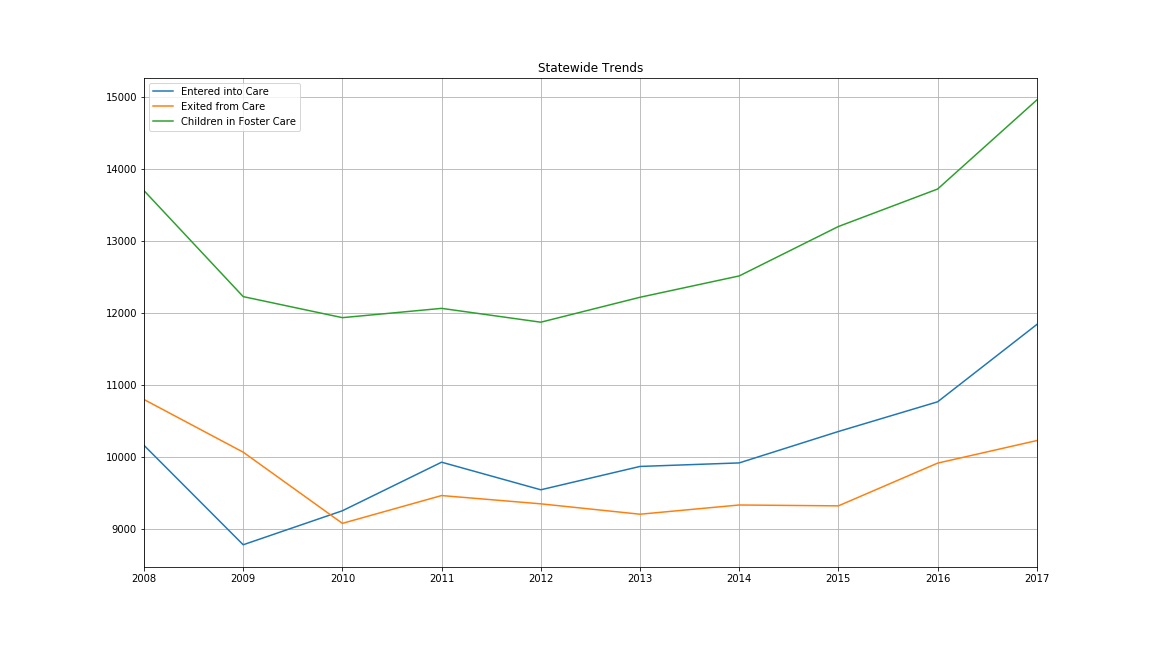 Statewide Trends
Entered into Care
Exited from Care
Children in Foster Care
15000
14000
13000
12000
11000
10000
9000
2008 2009 2010 2011 2012 2013 2014 2015 2016 2017